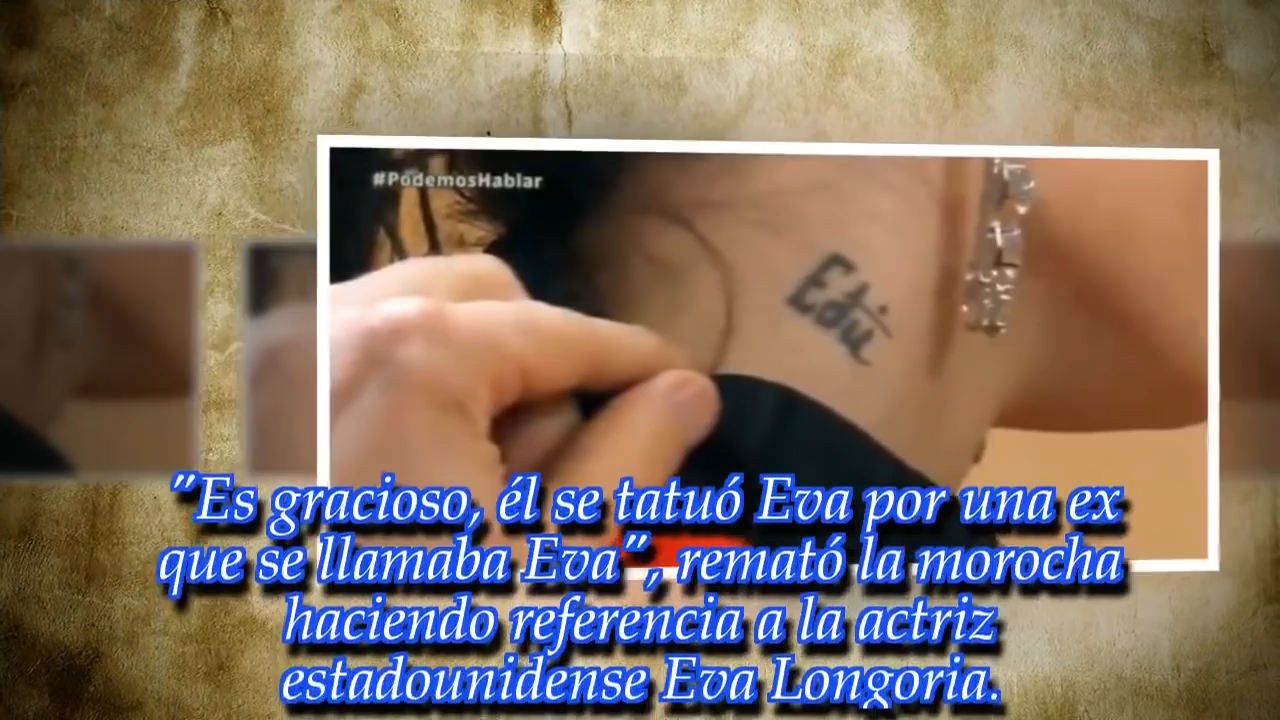 #PodemosHablar
Edu
"Es gracioso, él se tatuó Eva por una ex
que se llamaba Eva", remató la morocha
haciendo referencia a la actriz
estadounidense Eva Longoria.